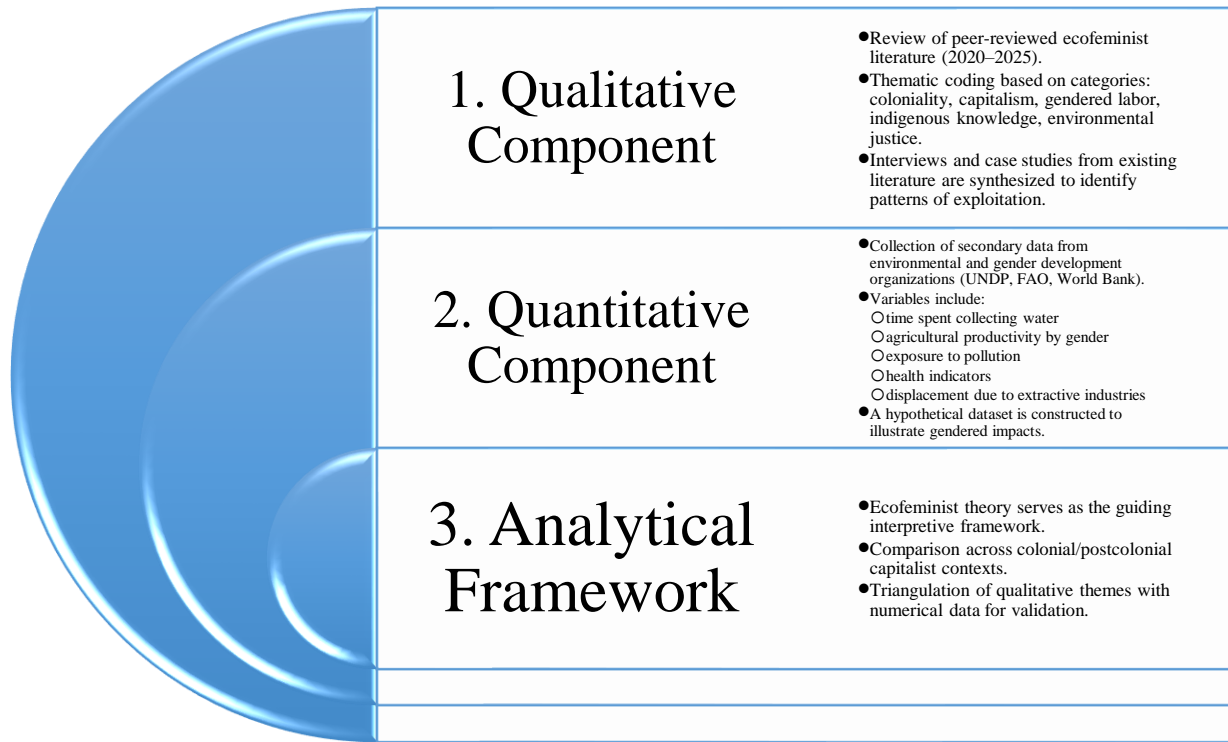 1. Qualitative
Component
●Review of peer-reviewed ecofeminist
literature (2020–2025).
●Thematic coding based on categories:
coloniality, capitalism, gendered labor,
indigenous knowledge, environmental
justice.
●Interviews and case studies from existing
literature are synthesized to identify
patterns of exploitation.
2. Quantitative
Component
●Collection of secondary data from
environmental and gender development
organizations (UNDP, FAO, World Bank).
●Variables include:
○time spent collecting water
○agricultural productivity by gender
○exposure to pollution
○health indicators
○displacement due to extractive industries
●A hypothetical dataset is constructed to
illustrate gendered impacts.
3. Analytical
Framework
●Ecofeminist theory serves as the guiding
interpretive framework.
●Comparison across colonial/postcolonial
capitalist contexts.
●Triangulation of qualitative themes with
numerical data for validation.